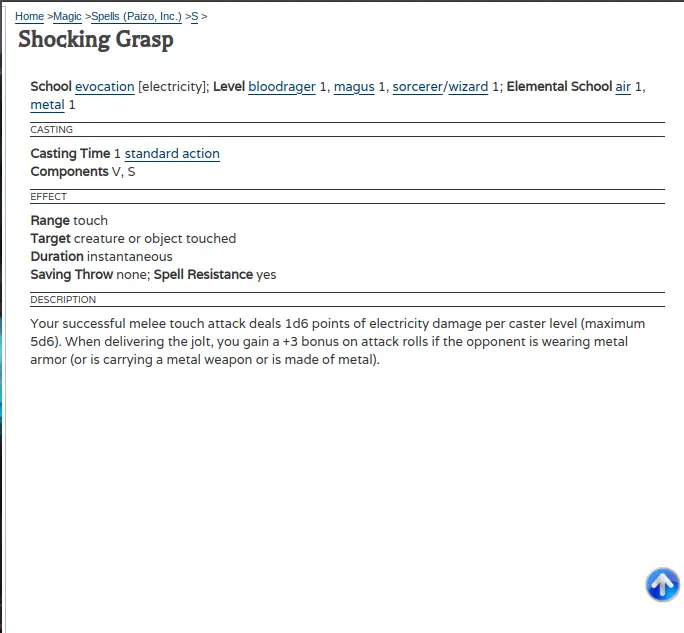 Home >Magic >Spells (Paizo, Inc.) >S >
Shocking Grasp
School evocation [electricity]; Level bloodrager 1, magus 1, sorcerer/wizard 1; Elemental School air 1,
metal 1
CASTING
Casting Time 1 standard action
Components V, S
EFFECT
Range touch
Target creature or object touched
Duration instantaneous
Saving Throw none; Spell Resistance yes
DESCRIPTION
Your successful melee touch attack deals 1d6 points of electricity damage per caster level (maximum
5d6). When delivering the jolt, you gain a +3 bonus on attack rolls if the opponent is wearing metal
armor (or is carrying a metal weapon or is made of metal).